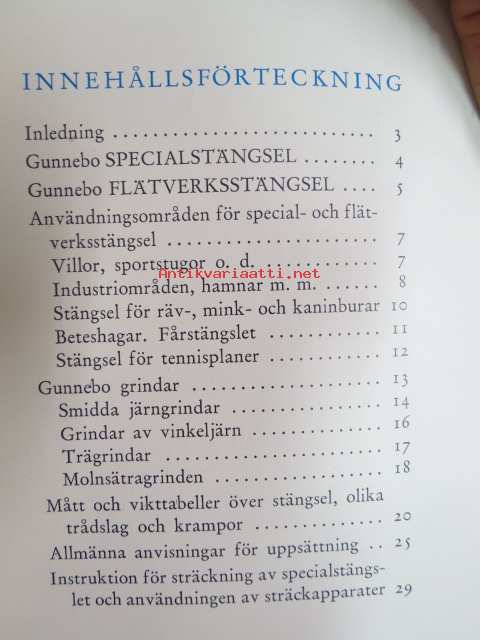 INNEHÅLLSFÖRTECKNING
Inledning ........................... 3
Gunnebo SPECIALSTÄNGSEL ........ 4
Gunnebo FLÄTVERKSSTÄNGSEL .... 5
Användningsområden för special- och flät-
verksstängsel ...................... 7
Villor, sportstugor o. d. ............. 7
Antikvariaatti.net
Industriområden, hamnar m. m. ...... 8
Stängsel för räv-, mink- och kaninburar 10
Beteshagar. Fårstängslet ............ 11
Stängsel för tennisplaner ............ 12
Gunnebo grindar .................... 13
Smidda järngrindar ................ 14
Grindar av vinkeljärn .............. 16
Trägrindar ........................ 17
Molnsätragrinden .................. 18
Mått och vikttabeller över stängsel, olika
trådslag och krampor .............. 20
Allmänna anvisningar för uppsättning .. 25
Instruktion för sträckning av specialstängs-
let och användningen av sträckapparater 29